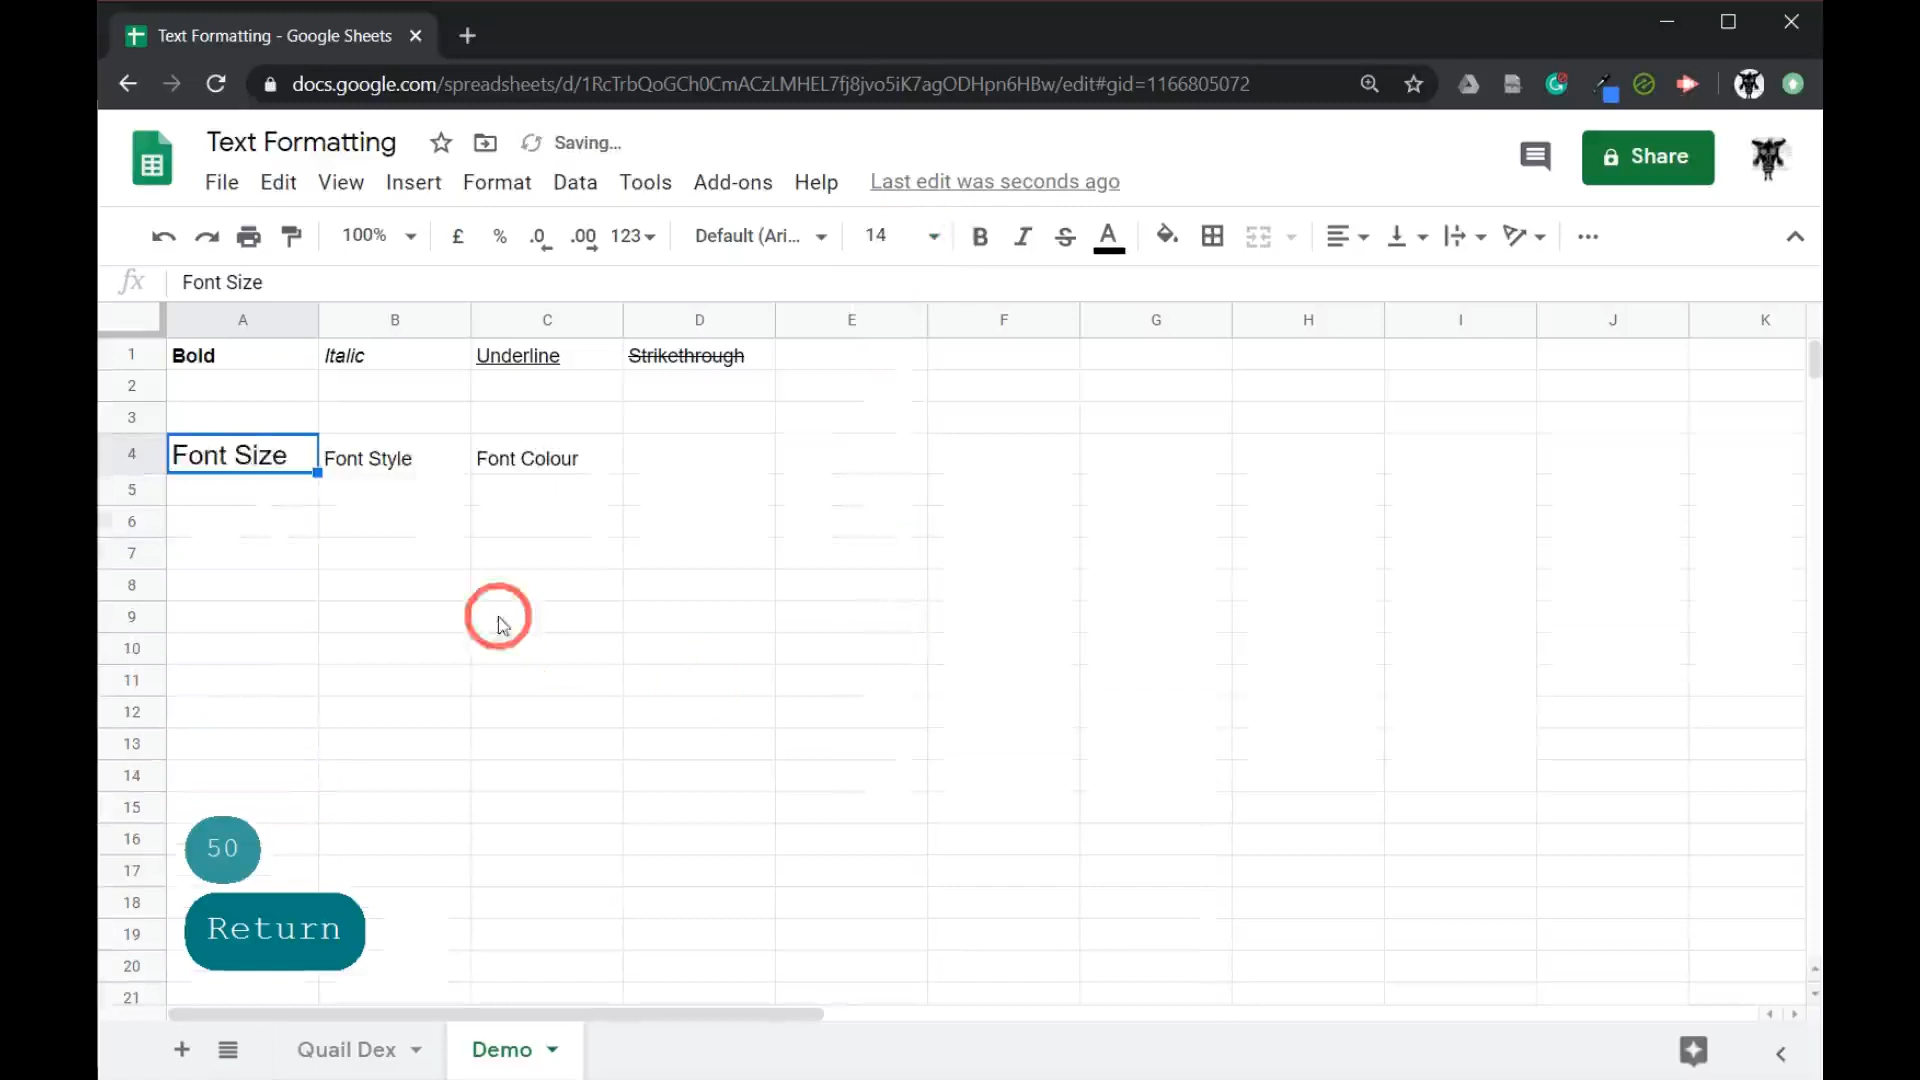 Text Formatting - Google Sheets
docs.google.com/spreadsheets/d/1RcTrbQoGCh0CmACzLMHEL7fj8jvo5iK7agODHpn6HBw/edit#gid=1166805072
Text Formatting Saving...
File Edit View Insert Format Data Tools Add-ons Help Last edit was seconds ago
Share
100% £ % .0 .00 123 Default (Ari... 14 B I S A
fx Font Size
A B C D E F G H I J K
1 Bold Italic Underline Strikethrough
2
3
4 Font Size Font Style Font Colour
5
6
7
8
9
10
11
12
13
14
15
16
17
18
19
20
21
50
Return
Quail Dex Demo